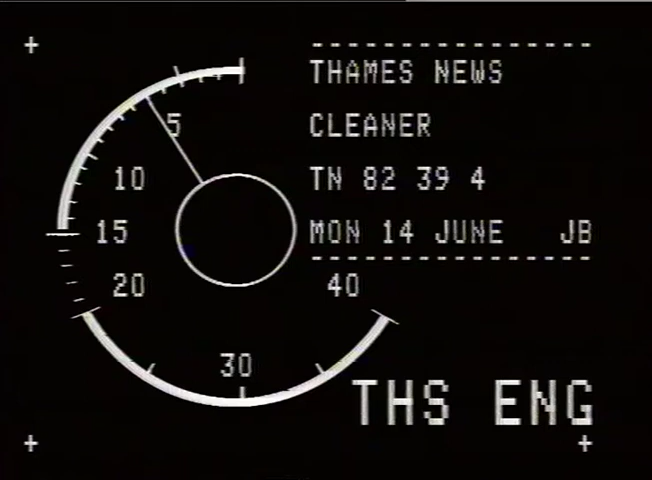 THAMES NEWS
CLEANER
TN 82 39 4
MON 14 JUNE JB
5
10
15
20
30
40
THS ENG